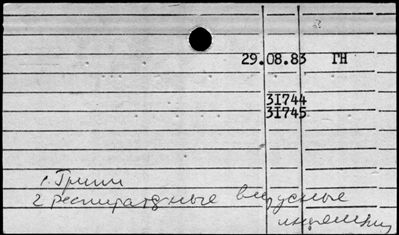 29.08.83 ГН
31744
31745
1. Грипп
2. Респираторные вирусные
инфекции